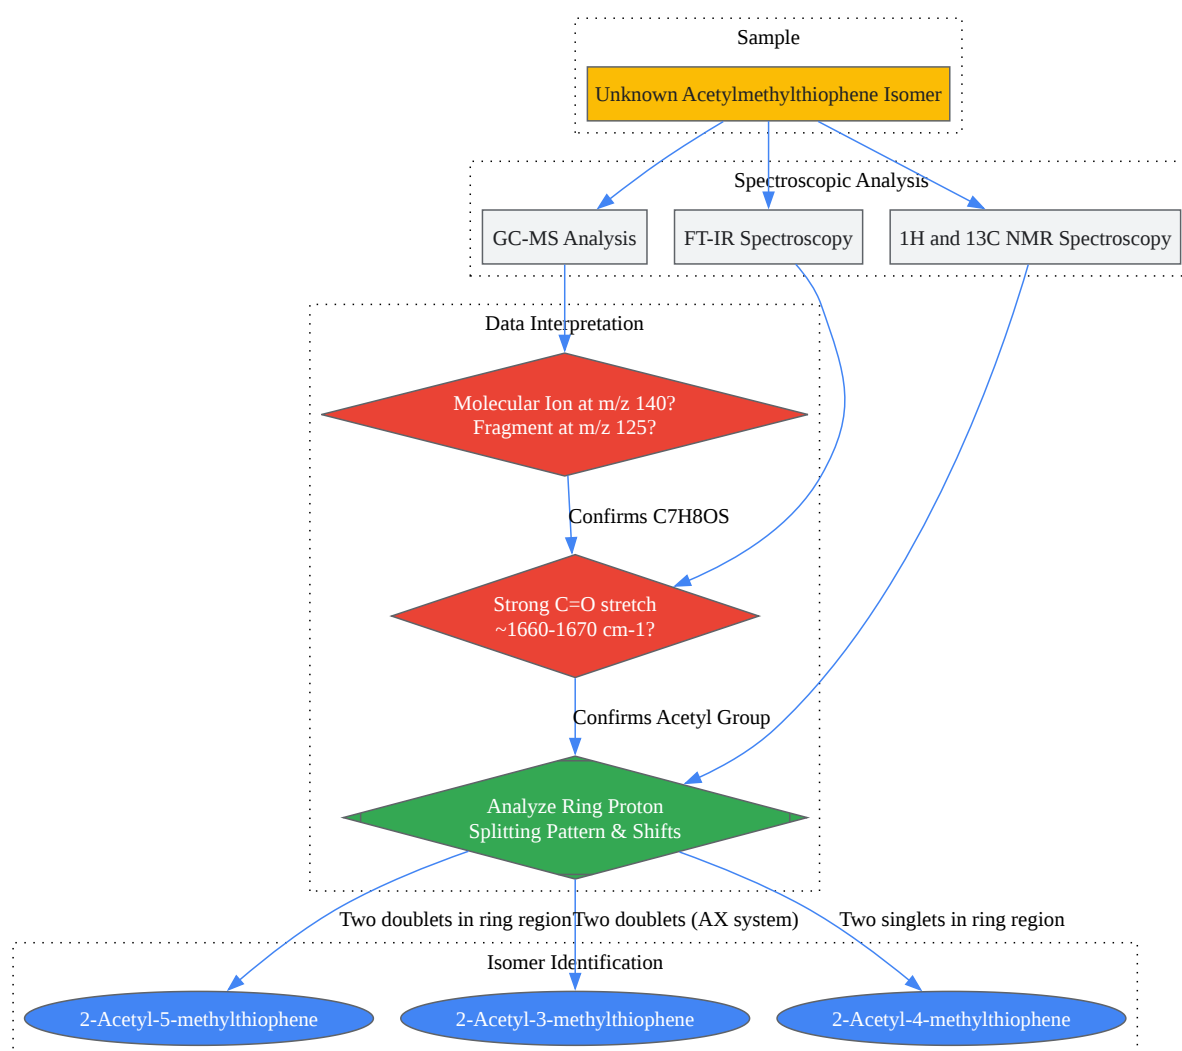 Sample
Unknown Acetylmethylthiophene Isomer
Spectroscopic Analysis
GC-MS Analysis
FT-IR Spectroscopy
1H and 13C NMR Spectroscopy
Data Interpretation
Molecular Ion at m/z 140?
Fragment at m/z 125?
Confirms C7H8OS
Strong C=O stretch
~1660-1670 cm-1?
Confirms Acetyl Group
Analyze Ring Proton
Splitting Pattern & Shifts
Two doublets in ring region
Two doublets (AX system)
Two singlets in ring region
Isomer Identification
2-Acetyl-5-methylthiophene
2-Acetyl-3-methylthiophene
2-Acetyl-4-methylthiophene